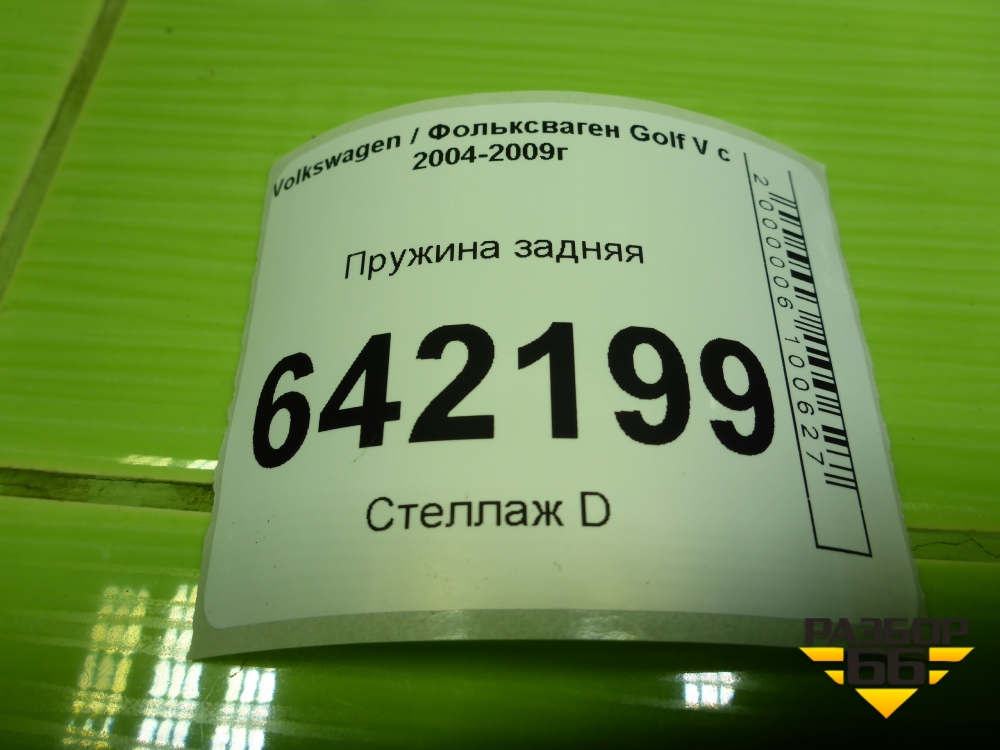 Volkswagen / Фольксваген Golf V с
2004-2009г
Пружина задняя
642199
Стеллаж D
2000006100627
РАЗБОР
66